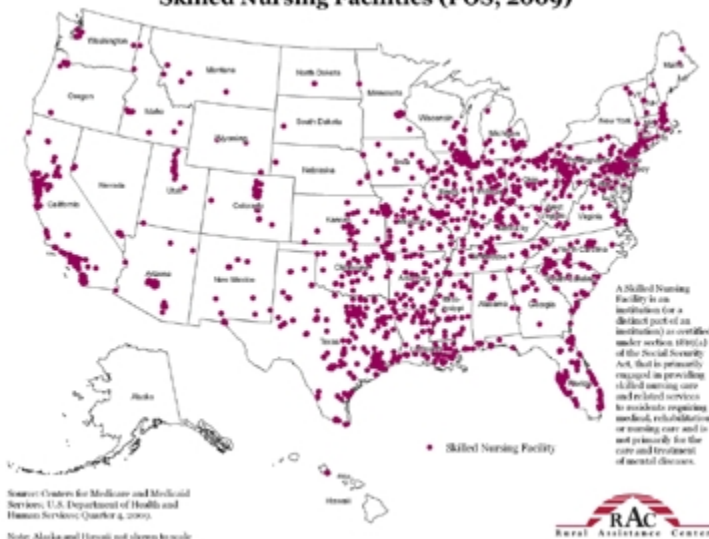 Skilled Nursing Facilities (POS, 2009)
Washington
Montana
North Dakota
Minnesota
Maine
Oregon
Idaho
Wyoming
South Dakota
Wisconsin
Michigan
New York
Nebraska
Iowa
Nevada
Utah
Colorado
Kansas
California
Virginia
Arizona
New Mexico
Texas
Alabama
Georgia
Alaska
Hawaii
A Skilled Nursing
Facility is an
institution (or a
distinct part of an
institution) as certified
under section
of the Social Security
Act, that is primarily
engaged in providing
skilled nursing care
and related services
to residents requiring
medical, rehabilitation
or nursing care and is
not primarily for the
care and treatment
of mental diseases.
Skilled Nursing Facility
Source: Centers for Medicare and Medicaid
Services, U.S. Department of Health and
Human Services; Quarter 4, 2009.
Note: Alaska and Hawaii not shown to scale
RAC
Rural Assistance Center